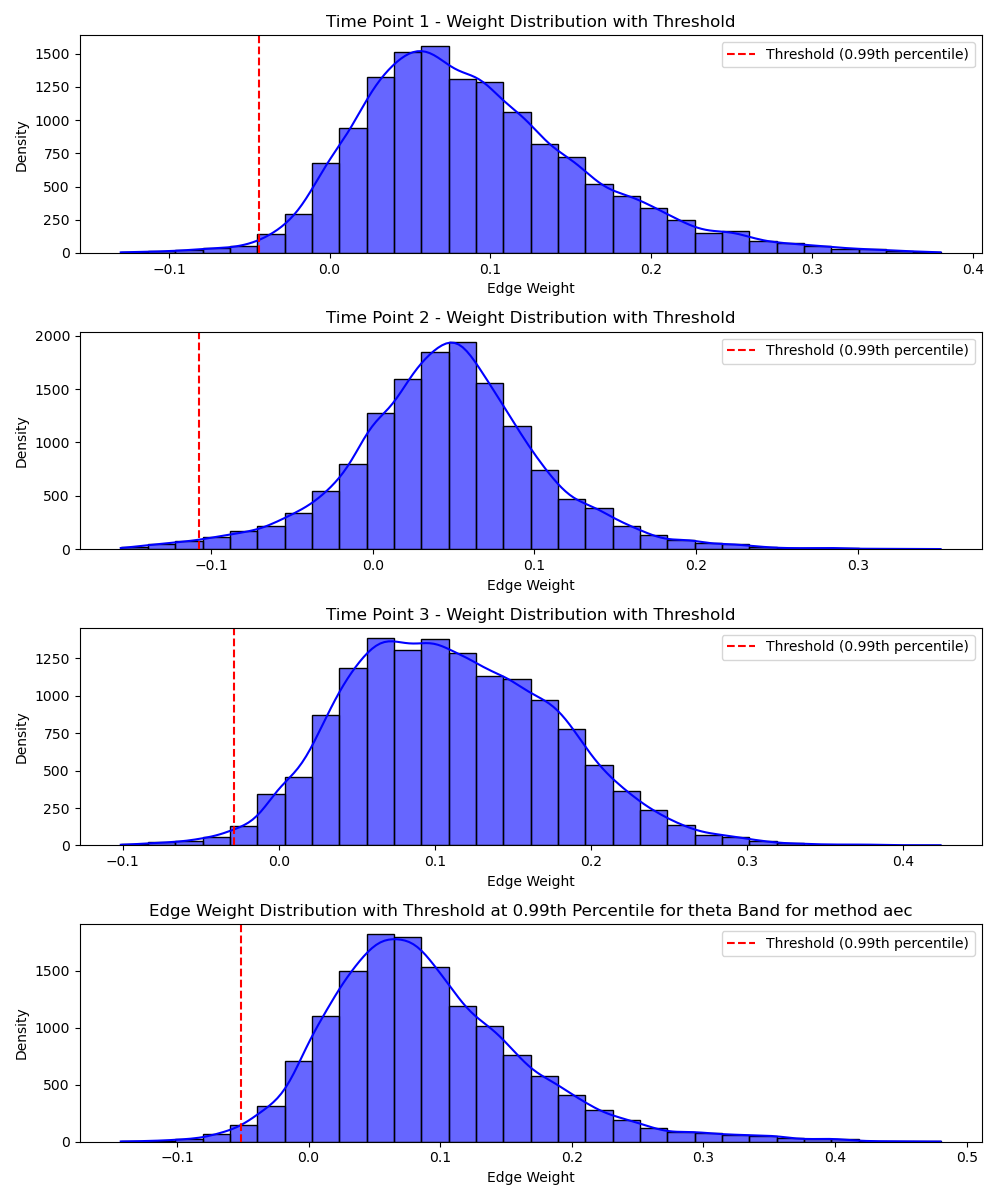 Time Point 1 - Weight Distribution with Threshold
Threshold (0.99th percentile)
Density
1500
1250
1000
750
500
250
0
−0.1
0.0
0.1
0.2
0.3
0.4
Edge Weight
Time Point 2 - Weight Distribution with Threshold
Threshold (0.99th percentile)
Density
2000
1500
1000
500
0
−0.1
0.0
0.1
0.2
0.3
Edge Weight
Time Point 3 - Weight Distribution with Threshold
Threshold (0.99th percentile)
Density
1250
1000
750
500
250
0
−0.1
0.0
0.1
0.2
0.3
0.4
Edge Weight
Edge Weight Distribution with Threshold at 0.99th Percentile for theta Band for method aec
Threshold (0.99th percentile)
Density
1500
1000
500
0
−0.1
0.0
0.1
0.2
0.3
0.4
0.5
Edge Weight